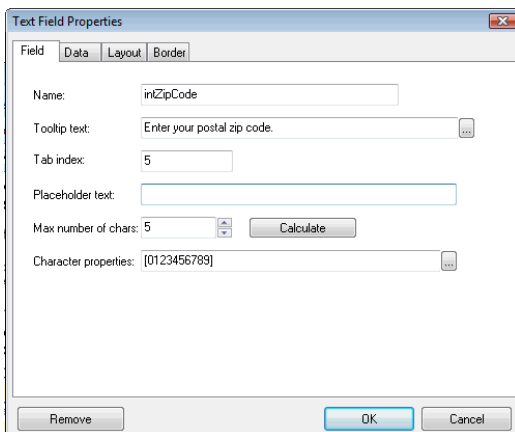 Text Field Properties
Field Data Layout Border
Name: intZipCode
Tooltip text: Enter your postal zip code. ...
Tab index: 5
Placeholder text:
Max number of chars: 5 Calculate
Character properties: [0123456789] ...
Remove OK Cancel